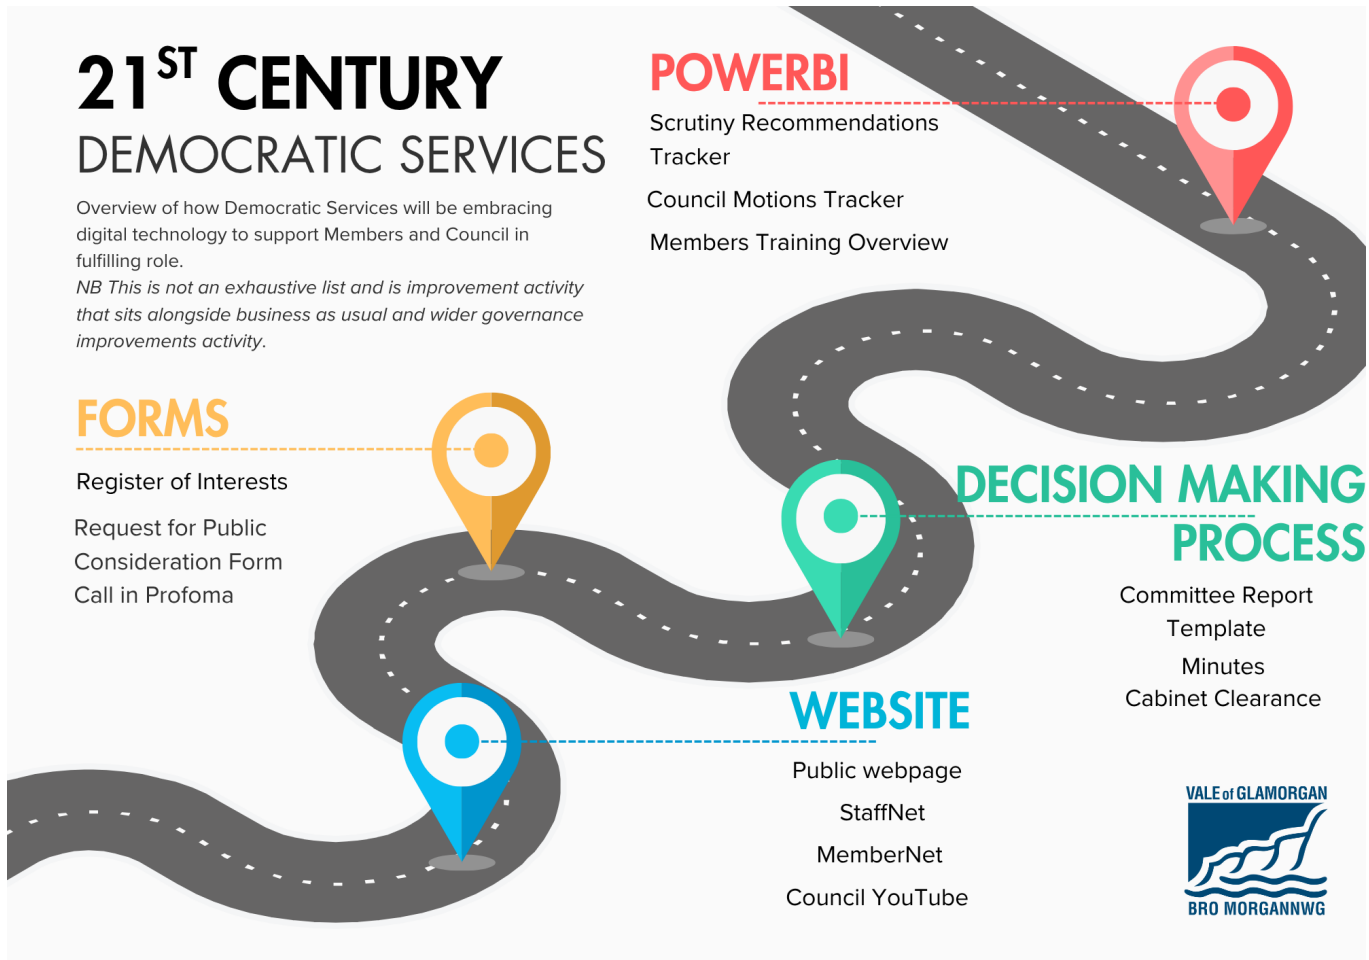 21ST CENTURY
DEMOCRATIC SERVICES
Overview of how Democratic Services will be embracing
digital technology to support Members and Council in
fulfilling role.
NB This is not an exhaustive list and is improvement activity
that sits alongside business as usual and wider governance
improvements activity.
POWERBI
Scrutiny Recommendations
Tracker
Council Motions Tracker
Members Training Overview
FORMS
Register of Interests
Request for Public
Consideration Form
Call in Profoma
DECISION MAKING
PROCESS
Committee Report
Template
Minutes
Cabinet Clearance
WEBSITE
Public webpage
StaffNet
MemberNet
Council YouTube
VALE of GLAMORGAN
BRO MORGANNWG